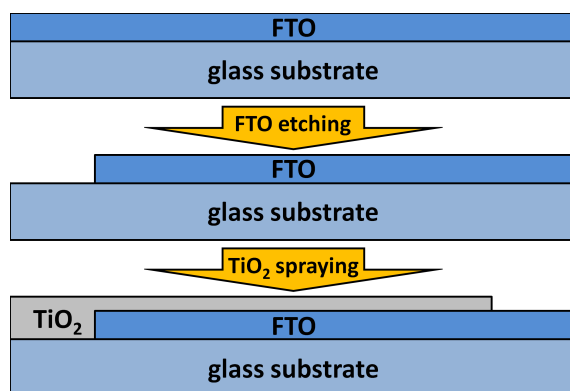 FTO
glass substrate
FTO etching
FTO
glass substrate
TiO₂ spraying
TiO₂
FTO
glass substrate